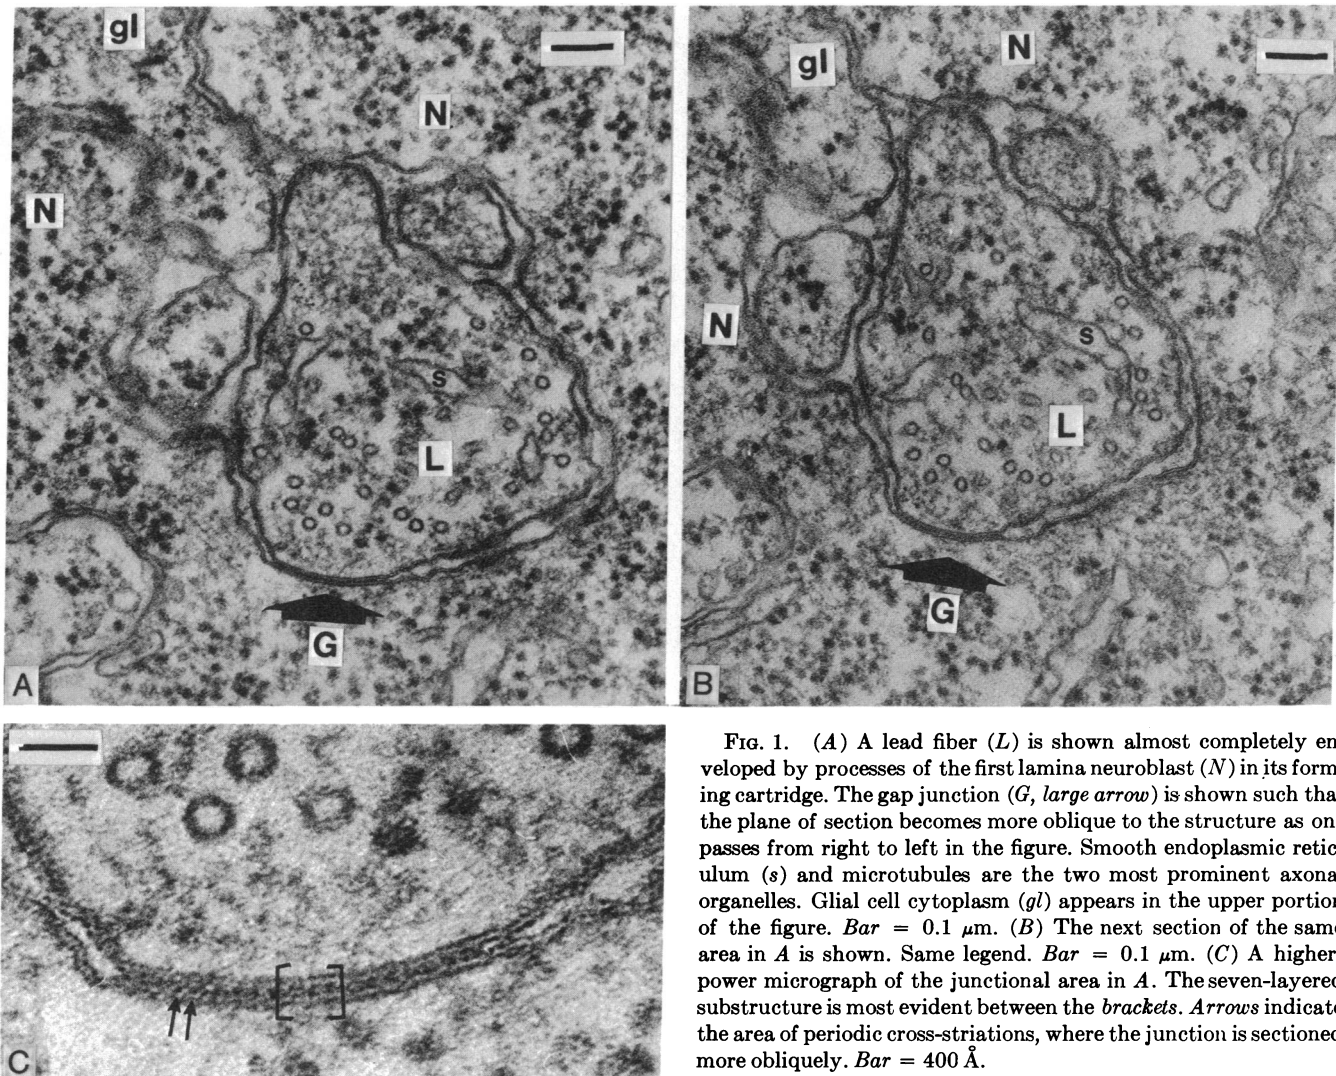 gl
N
N
s
L
G
A
gl
N
N
s
L
G
B
C
FIG. 1. (A) A lead fiber (L) is shown almost completely en
veloped by processes of the first lamina neuroblast (N) in its form
ing cartridge. The gap junction (G, large arrow) is shown such tha
the plane of section becomes more oblique to the structure as on
passes from right to left in the figure. Smooth endoplasmic retic
ulum (s) and microtubules are the two most prominent axona
organelles. Glial cell cytoplasm (gl) appears in the upper portion
of the figure. Bar = 0.1 μm. (B) The next section of the same
area in A is shown. Same legend. Bar = 0.1 μm. (C) A higher
power micrograph of the junctional area in A. The seven-layered
substructure is most evident between the brackets. Arrows indicate
the area of periodic cross-striations, where the junction is sectioned
more obliquely. Bar = 400 Å.